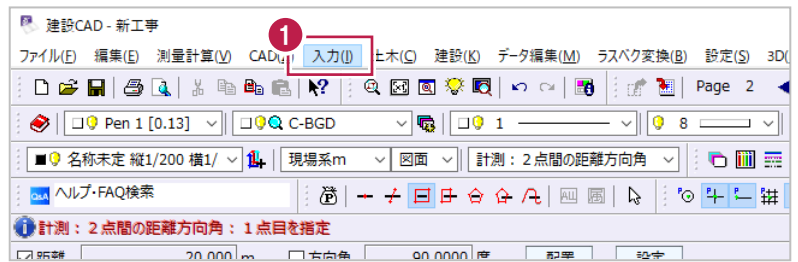 建設CAD - 新工事
1
ファイル(F) 編集(E) 測量計算(V) CAD( 入力(I) 土木(C) 建設(K) データ編集(M) ラスベク変換(B) 設定(S) 3D(
Page 2
Pen 1 [0.13] C-BGD 1 8
名称未定 縦1/200 横1/ 現場系m 図面 計測：２点間の距離方向角
Q&A ヘルプ・FAQ検索 ALL
計測：２点間の距離方向角：１点目を指定
距離 20.000 m 方向角 90.0000 度 配置 設定